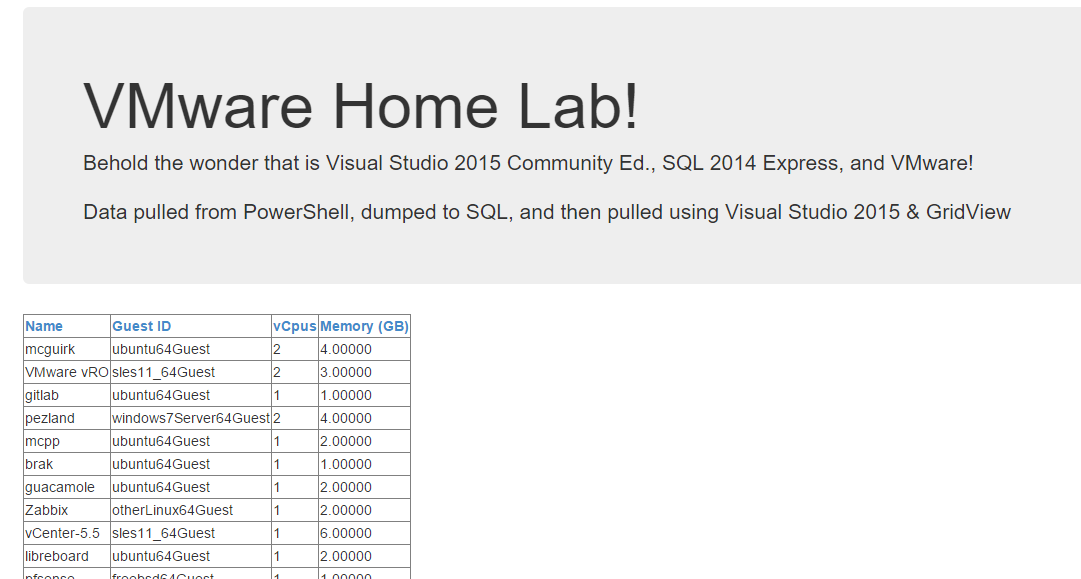 VMware Home Lab!
Behold the wonder that is Visual Studio 2015 Community Ed., SQL 2014 Express, and VMware!
Data pulled from PowerShell, dumped to SQL, and then pulled using Visual Studio 2015 & GridView
Name Guest ID vCpus Memory (GB)
mcguirk ubuntu64Guest 2 4.00000
VMware vRO sles11_64Guest 2 3.00000
gitlab ubuntu64Guest 1 1.00000
pezland windows7Server64Guest 2 4.00000
mcpp ubuntu64Guest 1 2.00000
brak ubuntu64Guest 1 1.00000
guacamole ubuntu64Guest 1 2.00000
Zabbix otherLinux64Guest 1 2.00000
vCenter-5.5 sles11_64Guest 1 6.00000
libreboard ubuntu64Guest 1 2.00000
pfsense freebsd64Guest 1 1.00000